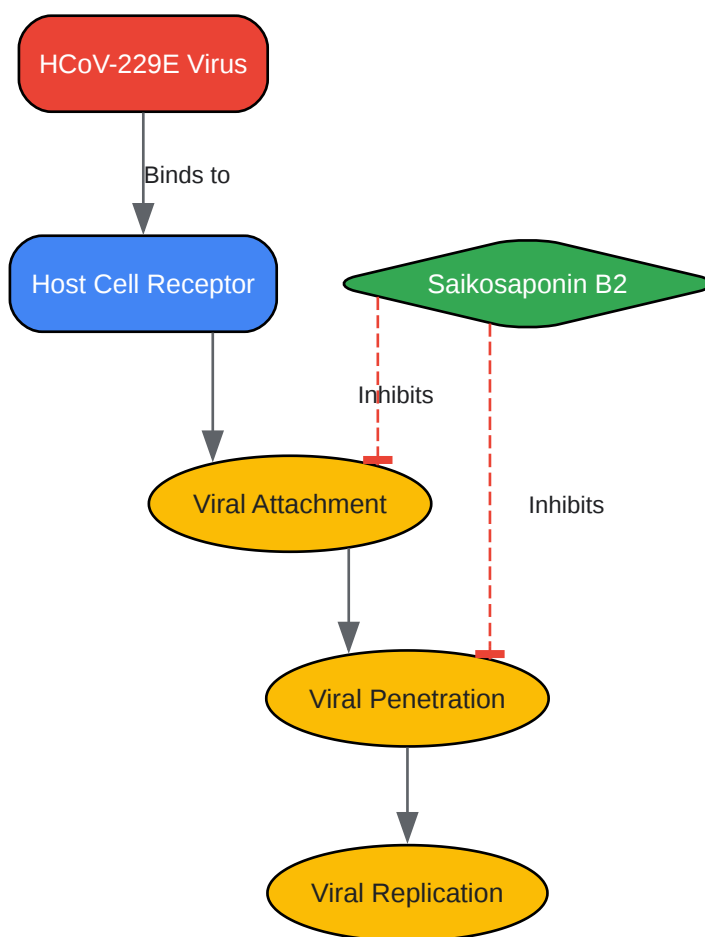 HCoV-229E Virus
Binds to
Host Cell Receptor
Saikosaponin B2
Inhibits
Viral Attachment
Inhibits
Viral Penetration
Viral Replication